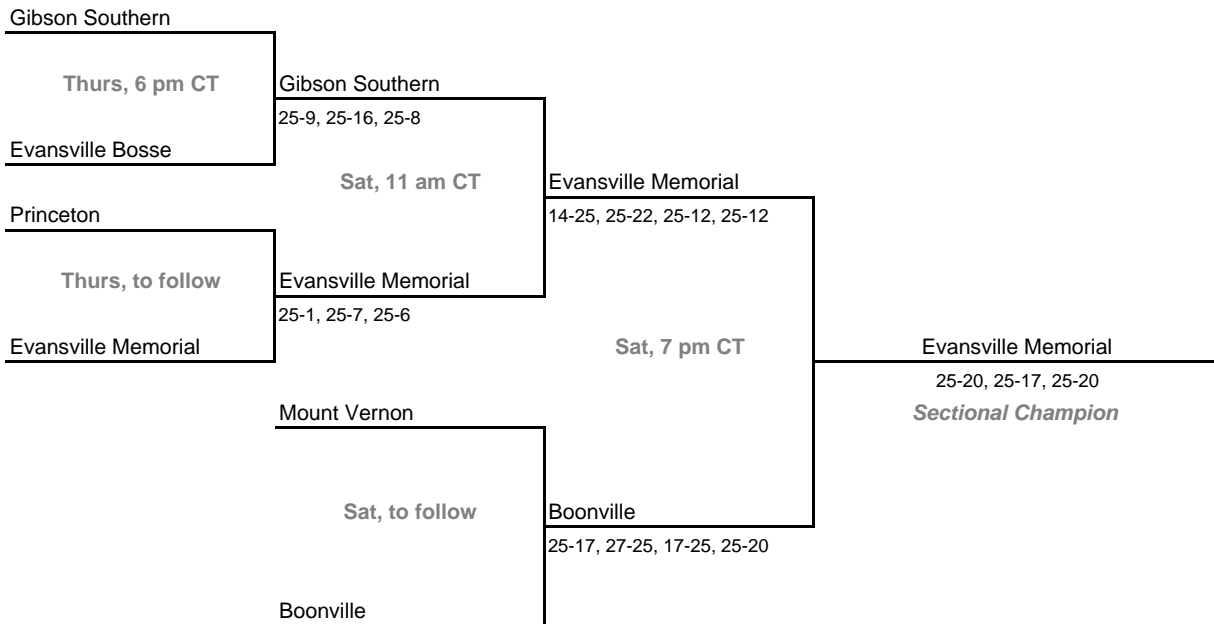 Gibson Southern
Thurs, 6 pm CT
Gibson Southern
25-9, 25-16, 25-8
Evansville Bosse
Sat, 11 am CT
Evansville Memorial
14-25, 25-22, 25-12, 25-12
Princeton
Thurs, to follow
Evansville Memorial
25-1, 25-7, 25-6
Evansville Memorial
Sat, 7 pm CT
Evansville Memorial
25-20, 25-17, 25-20
Sectional Champion
Mount Vernon
Sat, to follow
Boonville
25-17, 27-25, 17-25, 25-20
Boonville